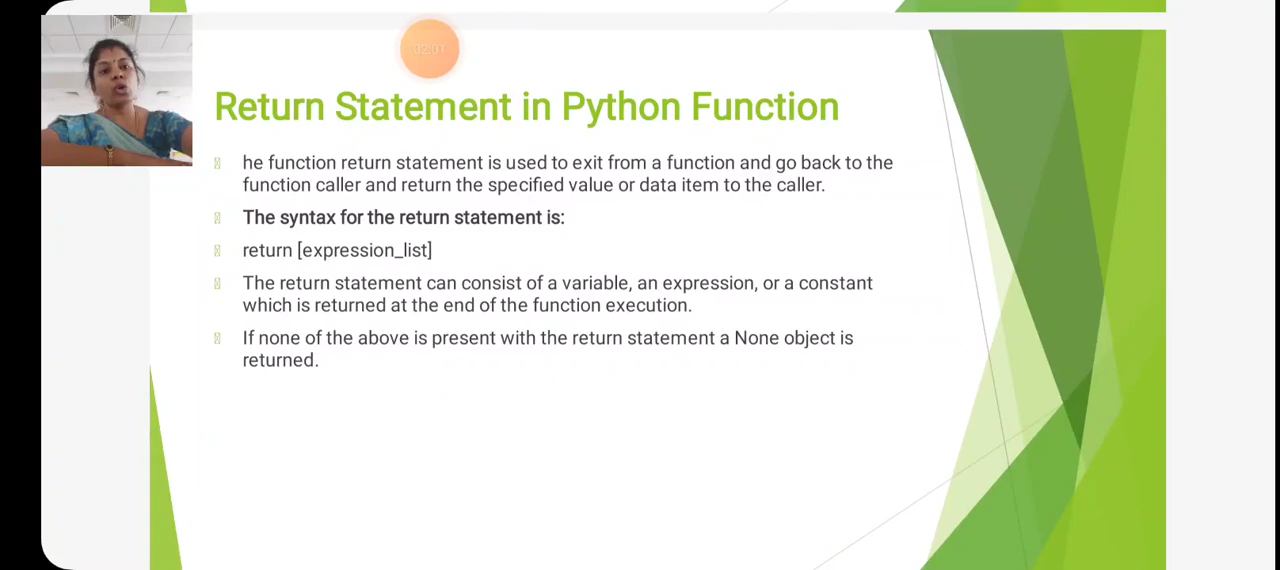 02:01
Return Statement in Python Function
he function return statement is used to exit from a function and go back to the
function caller and return the specified value or data item to the caller.
The syntax for the return statement is:
return [expression_list]
The return statement can consist of a variable, an expression, or a constant
which is returned at the end of the function execution.
If none of the above is present with the return statement a None object is
returned.